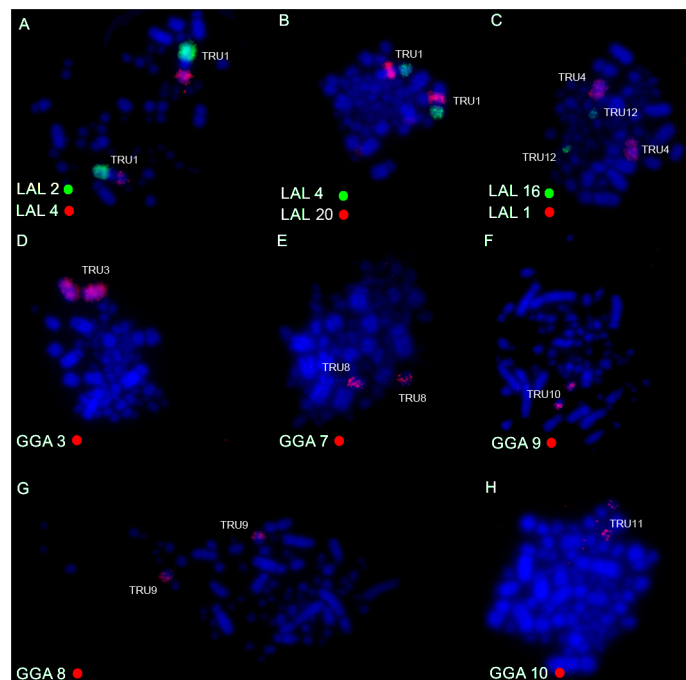 A
TRU1
TRU1
LAL 2
LAL 4
B
TRU1
TRU1
LAL 4
LAL 20
C
TRU4
TRU12
TRU12
TRU4
LAL 16
LAL 1
D
TRU3
GGA 3
E
TRU8
TRU8
GGA 7
F
TRU10
GGA 9
G
TRU9
TRU9
GGA 8
H
TRU11
GGA 10